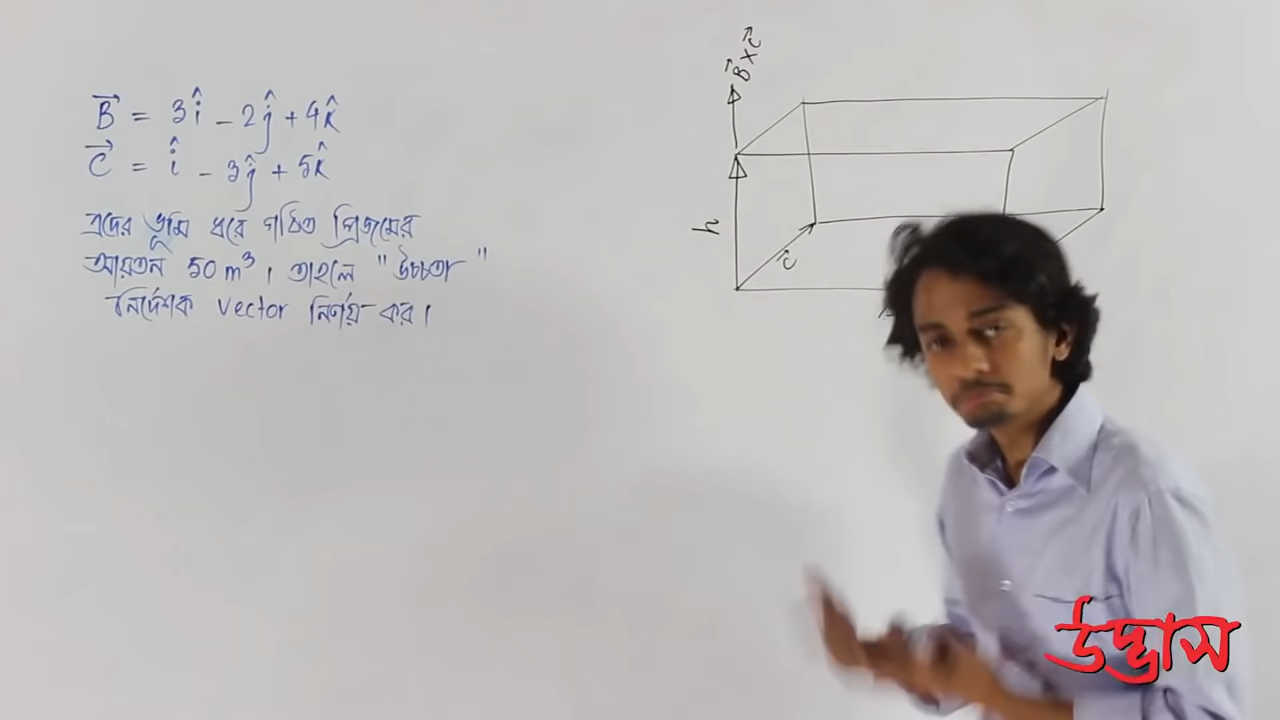 B⃗ = 3î - 2ĵ + 4k̂
C⃗ = î - 3ĵ + 5k̂
এদের ভূমি ধরে গঠিত প্রিজমের
আয়তন 50 m³। তাহলে "উচ্চতা"
নির্দেশক vector নির্ণয় কর।
B⃗ × C⃗
h
C⃗
উদ্ভাস